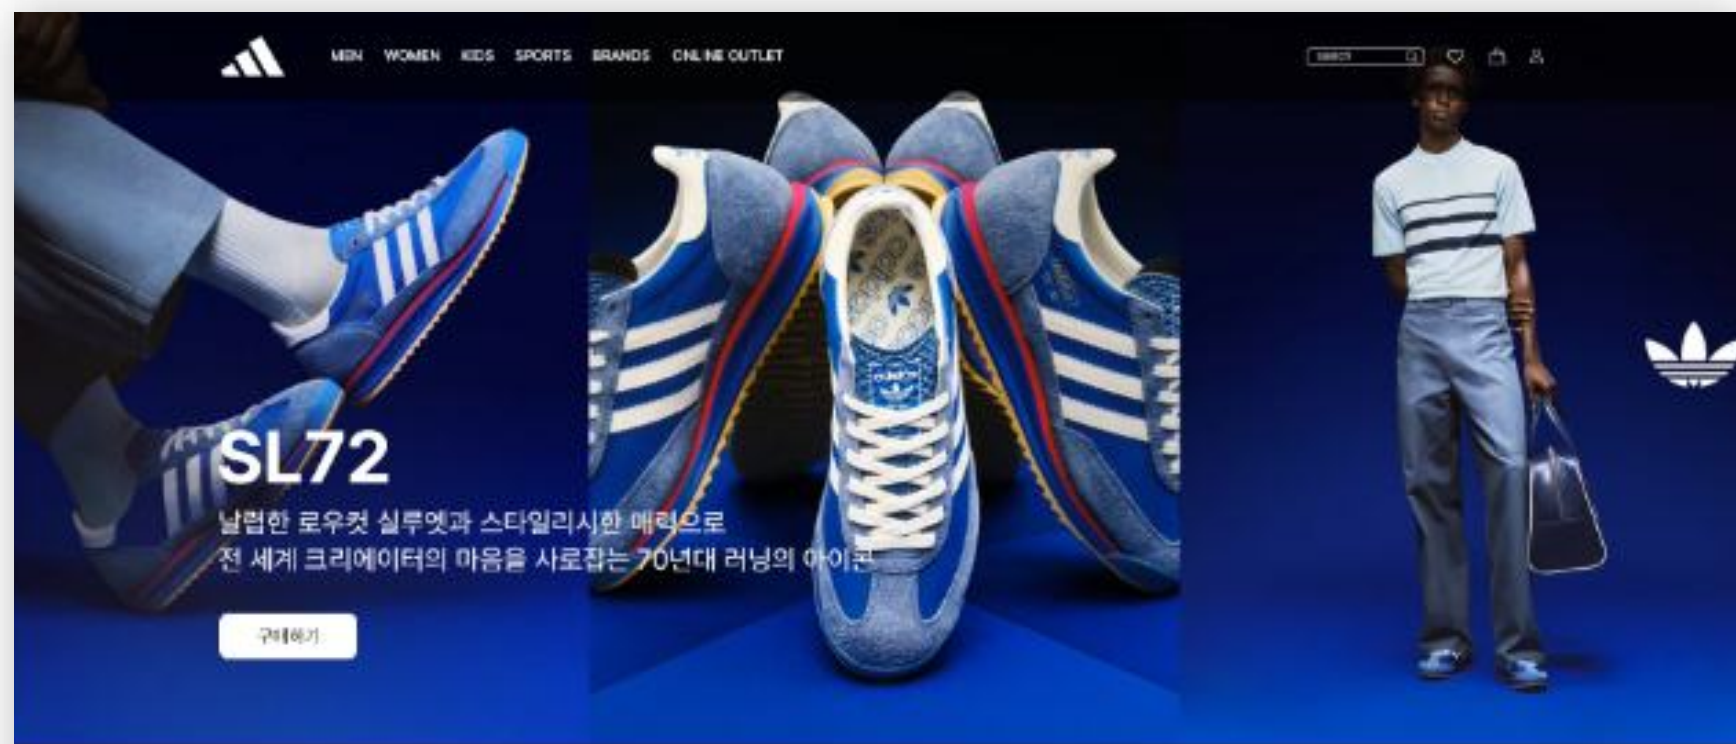 MEN WOMEN KIDS SPORTS BRANDS ONLINE OUTLET
search
SL72
날렵한 로우컷 실루엣과 스타일리시한 매력으로
전 세계 크리에이터의 마음을 사로잡는 70년대 러닝의 아이콘
구매하기
adidas